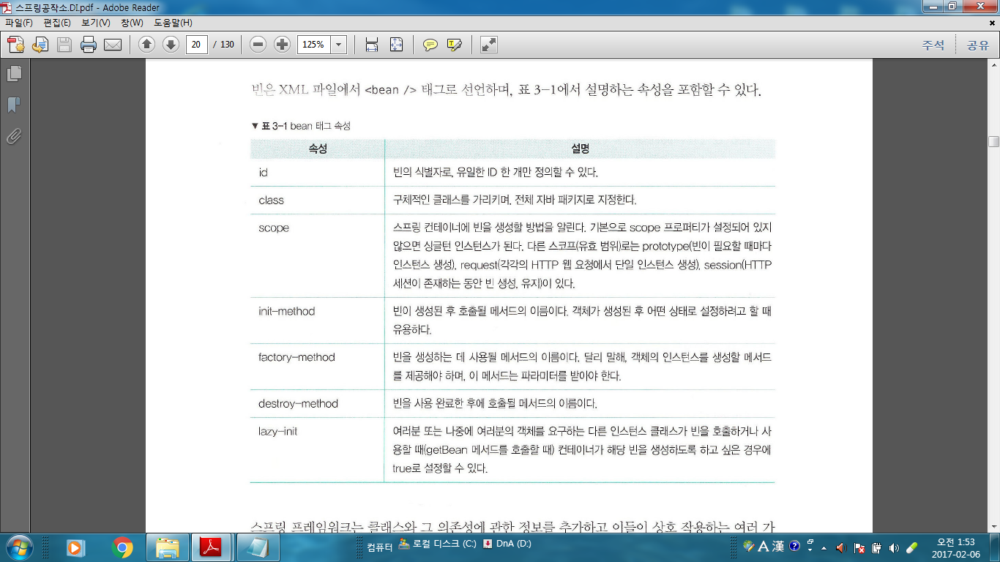 스프링공작소.DI.pdf - Adobe Reader
파일(F) 편집(E) 보기(V) 창(W) 도움말(H)
20 / 130 125% 주석 공유
빈은 XML 파일에서 <bean /> 태그로 선언하며, 표 3-1에서 설명하는 속성을 포함할 수 있다.
▼ 표 3-1 bean 태그 속성
속성 설명
id 빈의 식별자로, 유일한 ID 한 개만 정의할 수 있다.
class 구체적인 클래스를 가리키며, 전체 자바 패키지로 지정한다.
scope 스프링 컨테이너에 빈을 생성할 방법을 알린다. 기본으로 scope 프로퍼티가 설정되어 있지
않으면 싱글턴 인스턴스가 된다. 다른 스코프(유효 범위)로는 prototype(빈이 필요할 때마다
인스턴스 생성), request(각각의 HTTP 웹 요청에서 단일 인스턴스 생성), session(HTTP
세션이 존재하는 동안 빈 생성, 유지)이 있다.
init-method 빈이 생성된 후 호출될 메서드의 이름이다. 객체가 생성된 후 어떤 상태로 설정하려고 할 때
유용하다.
factory-method 빈을 생성하는 데 사용될 메서드의 이름이다. 달리 말해, 객체의 인스턴스를 생성할 메서드
를 제공해야 하며, 이 메서드는 파라미터를 받아야 한다.
destroy-method 빈을 사용 완료한 후에 호출될 메서드의 이름이다.
lazy-init 여러분 또는 나중에 여러분의 객체를 요구하는 다른 인스턴스 클래스가 빈을 호출하거나 사
용할 때(getBean 메서드를 호출할 때) 컨테이너가 해당 빈을 생성하도록 하고 싶은 경우에
true로 설정할 수 있다.
스프링 프레임워크는 클래스와 그 의존성에 관한 정보를 추가하고 이들이 상호 작용하는 여러 가
컴퓨터 로컬 디스크 (C:) DnA (D:) A 漢 오전 1:53
2017-02-06